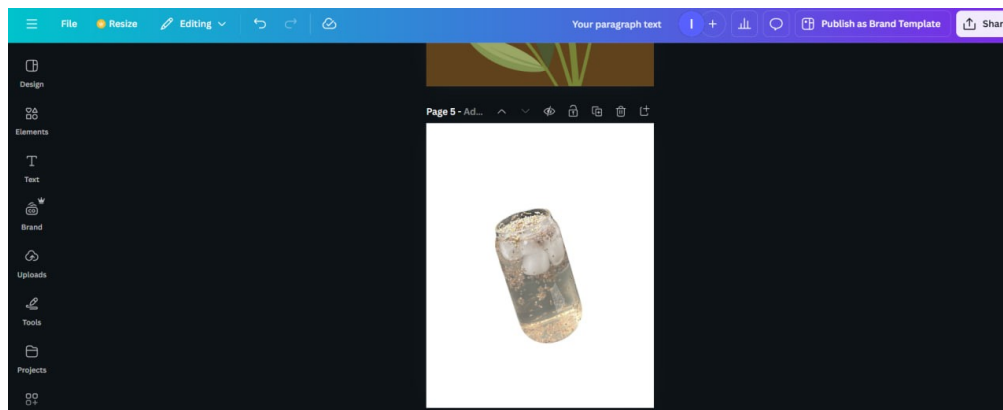 File Resize Editing Your paragraph text I + Publish as Brand Template Shar
Design
Elements
Text
Brand
Uploads
Tools
Projects
Page 5 - Ad...